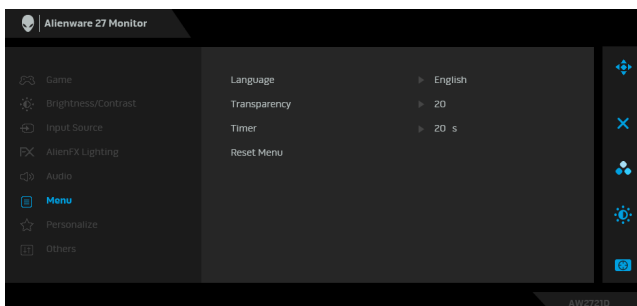 Alienware 27 Monitor
Game
Brightness/Contrast
Input Source
AlienFX Lighting
Audio
Menu
Personalize
Others
Language English
Transparency 20
Timer 20 s
Reset Menu
AW2721D